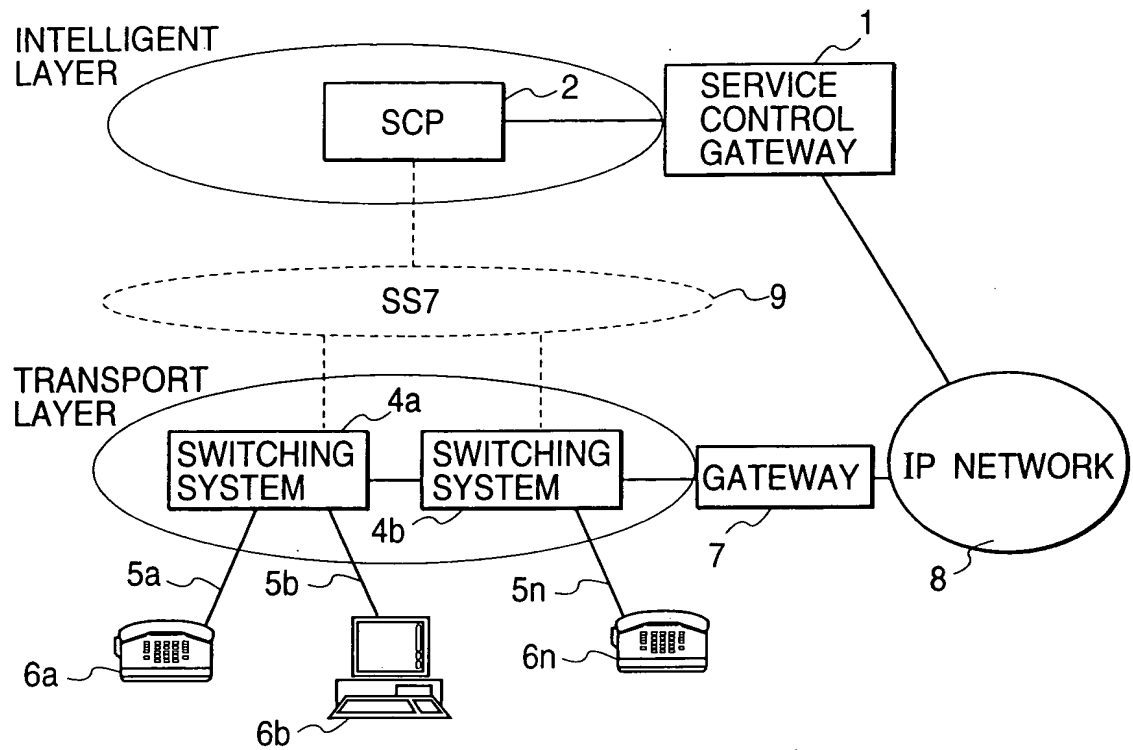 INTELLIGENT
LAYER
1
2
SCP
SERVICE
CONTROL
GATEWAY
SS7
9
TRANSPORT
LAYER
4a
SWITCHING
SYSTEM
SWITCHING
SYSTEM
4b
GATEWAY
7
IP NETWORK
8
5a
5b
5n
6a
6b
6n